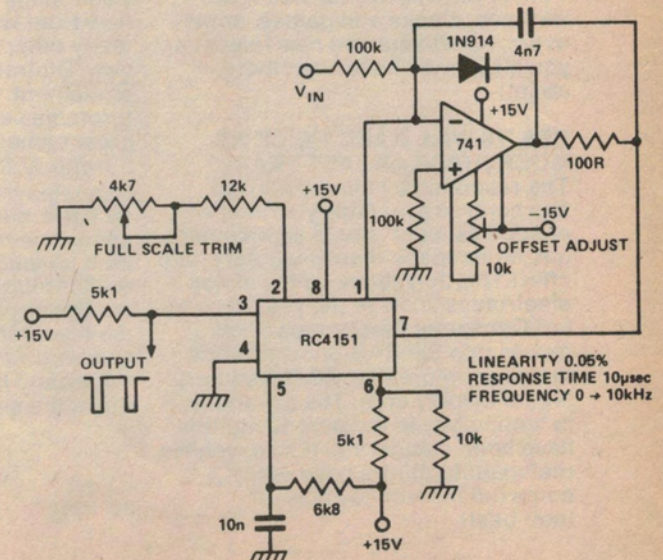 4n7
100k
1N914
VIN
+15V
−
741
+
100R
4k7
12k
+15V
100k
−15V
FULL SCALE TRIM
OFFSET ADJUST
10k
2
8
1
5k1
3
+15V
RC4151
7
4
OUTPUT
5
6
LINEARITY 0.05%
RESPONSE TIME 10μsec
FREQUENCY 0 → 10kHz
5k1
10k
6k8
10n
+15V